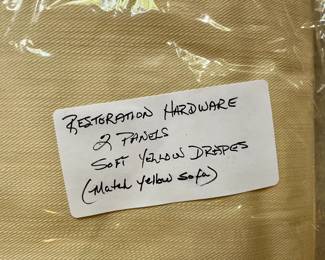 Restoration Hardware
2 Panels
Soft Yellow Drapes
(Match yellow sofa)